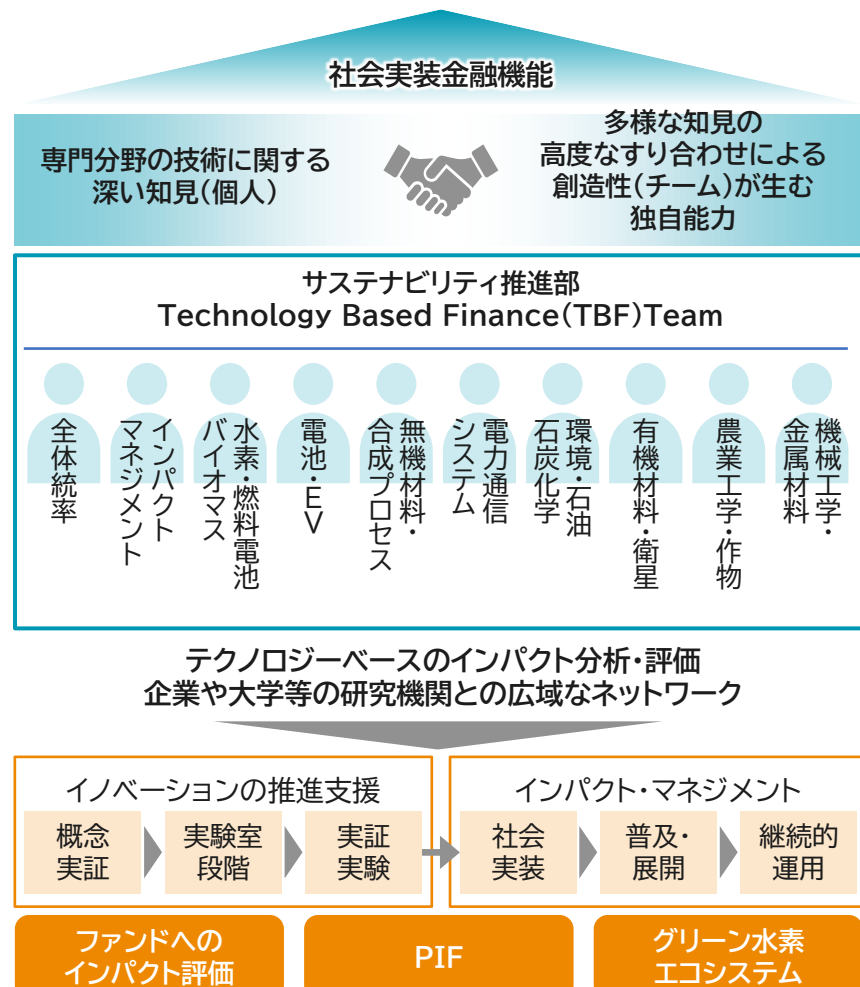 社会実装金融機能
専門分野の技術に関する
深い知見(個人)
多様な知見の
高度なすり合わせによる
創造性(チーム)が生む
独自能力
サステナビリティ推進部
Technology Based Finance(TBF)Team
全体統率
インパクト
マネジメント
水素・燃料電池
バイオマス
電池・EV
無機材料・
合成プロセス
電力通信
システム
環境・石油
石炭化学
有機材料・衛星
農業工学・作物
機械工学・
金属材料
テクノロジーベースのインパクト分析・評価
企業や大学等の研究機関との広域なネットワーク
イノベーションの推進支援
概念
実証
実験室
段階
実証
実験
インパクト・マネジメント
社会
実装
普及・
展開
継続的
運用
ファンドへの
インパクト評価
PIF
グリーン水素
エコシステム